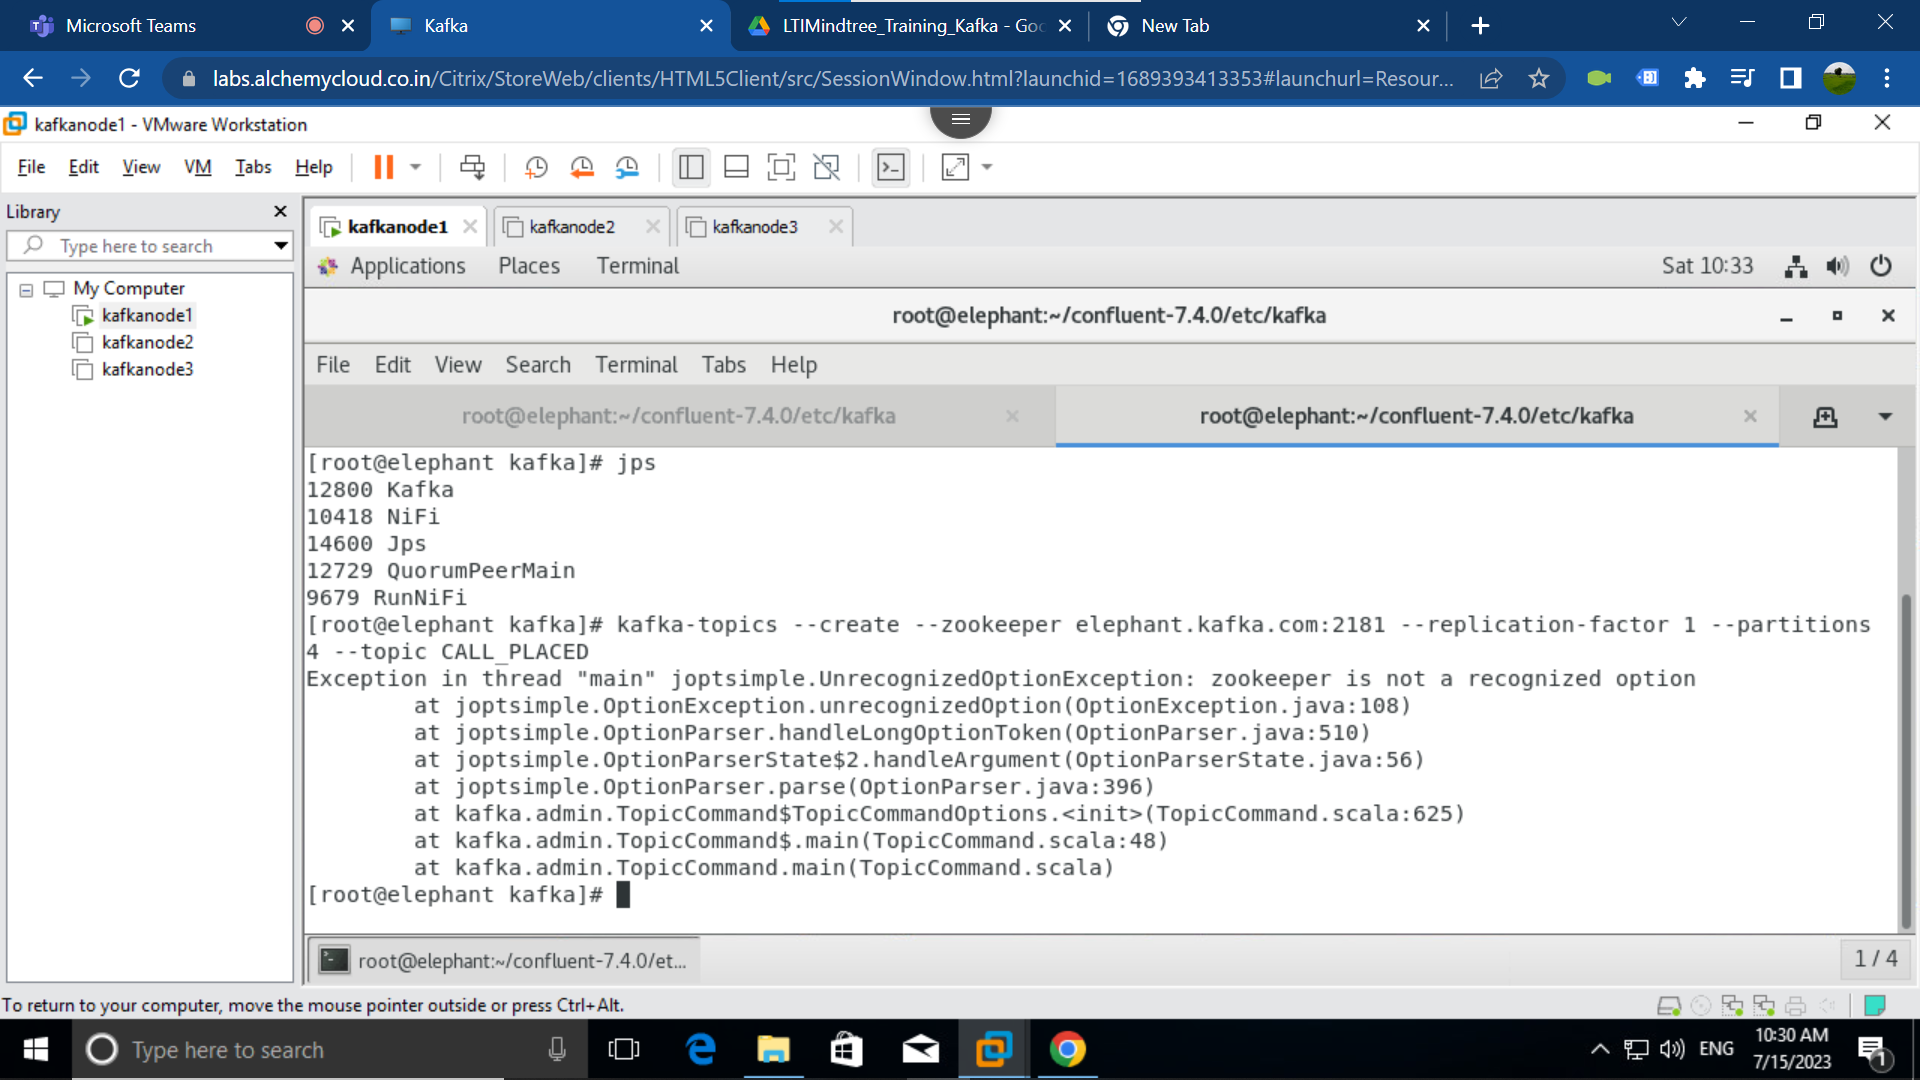 Microsoft Teams
Kafka
LTIMindtree_Training_Kafka - Goo
New Tab
labs.alchemycloud.co.in/Citrix/StoreWeb/clients/HTML5Client/src/SessionWindow.html?launchid=1689393413353#launchurl=Resour...
kafkanode1 - VMware Workstation
File Edit View VM Tabs Help
Library
Type here to search
My Computer
kafkanode1
kafkanode2
kafkanode3
kafkanode1
kafkanode2
kafkanode3
Applications Places Terminal
Sat 10:33
root@elephant:~/confluent-7.4.0/etc/kafka
File Edit View Search Terminal Tabs Help
root@elephant:~/confluent-7.4.0/etc/kafka
root@elephant:~/confluent-7.4.0/etc/kafka
[root@elephant kafka]# jps
12800 Kafka
10418 NiFi
14600 Jps
12729 QuorumPeerMain
9679 RunNiFi
[root@elephant kafka]# kafka-topics --create --zookeeper elephant.kafka.com:2181 --replication-factor 1 --partitions
4 --topic CALL_PLACED
Exception in thread "main" joptsimple.UnrecognizedOptionException: zookeeper is not a recognized option
at joptsimple.OptionException.unrecognizedOption(OptionException.java:108)
at joptsimple.OptionParser.handleLongOptionToken(OptionParser.java:510)
at joptsimple.OptionParserState$2.handleArgument(OptionParserState.java:56)
at joptsimple.OptionParser.parse(OptionParser.java:396)
at kafka.admin.TopicCommand$TopicCommandOptions.<init>(TopicCommand.scala:625)
at kafka.admin.TopicCommand$.main(TopicCommand.scala:48)
at kafka.admin.TopicCommand.main(TopicCommand.scala)
[root@elephant kafka]#
root@elephant:~/confluent-7.4.0/et...
1 / 4
To return to your computer, move the mouse pointer outside or press Ctrl+Alt.
Type here to search
ENG
10:30 AM
7/15/2023
1